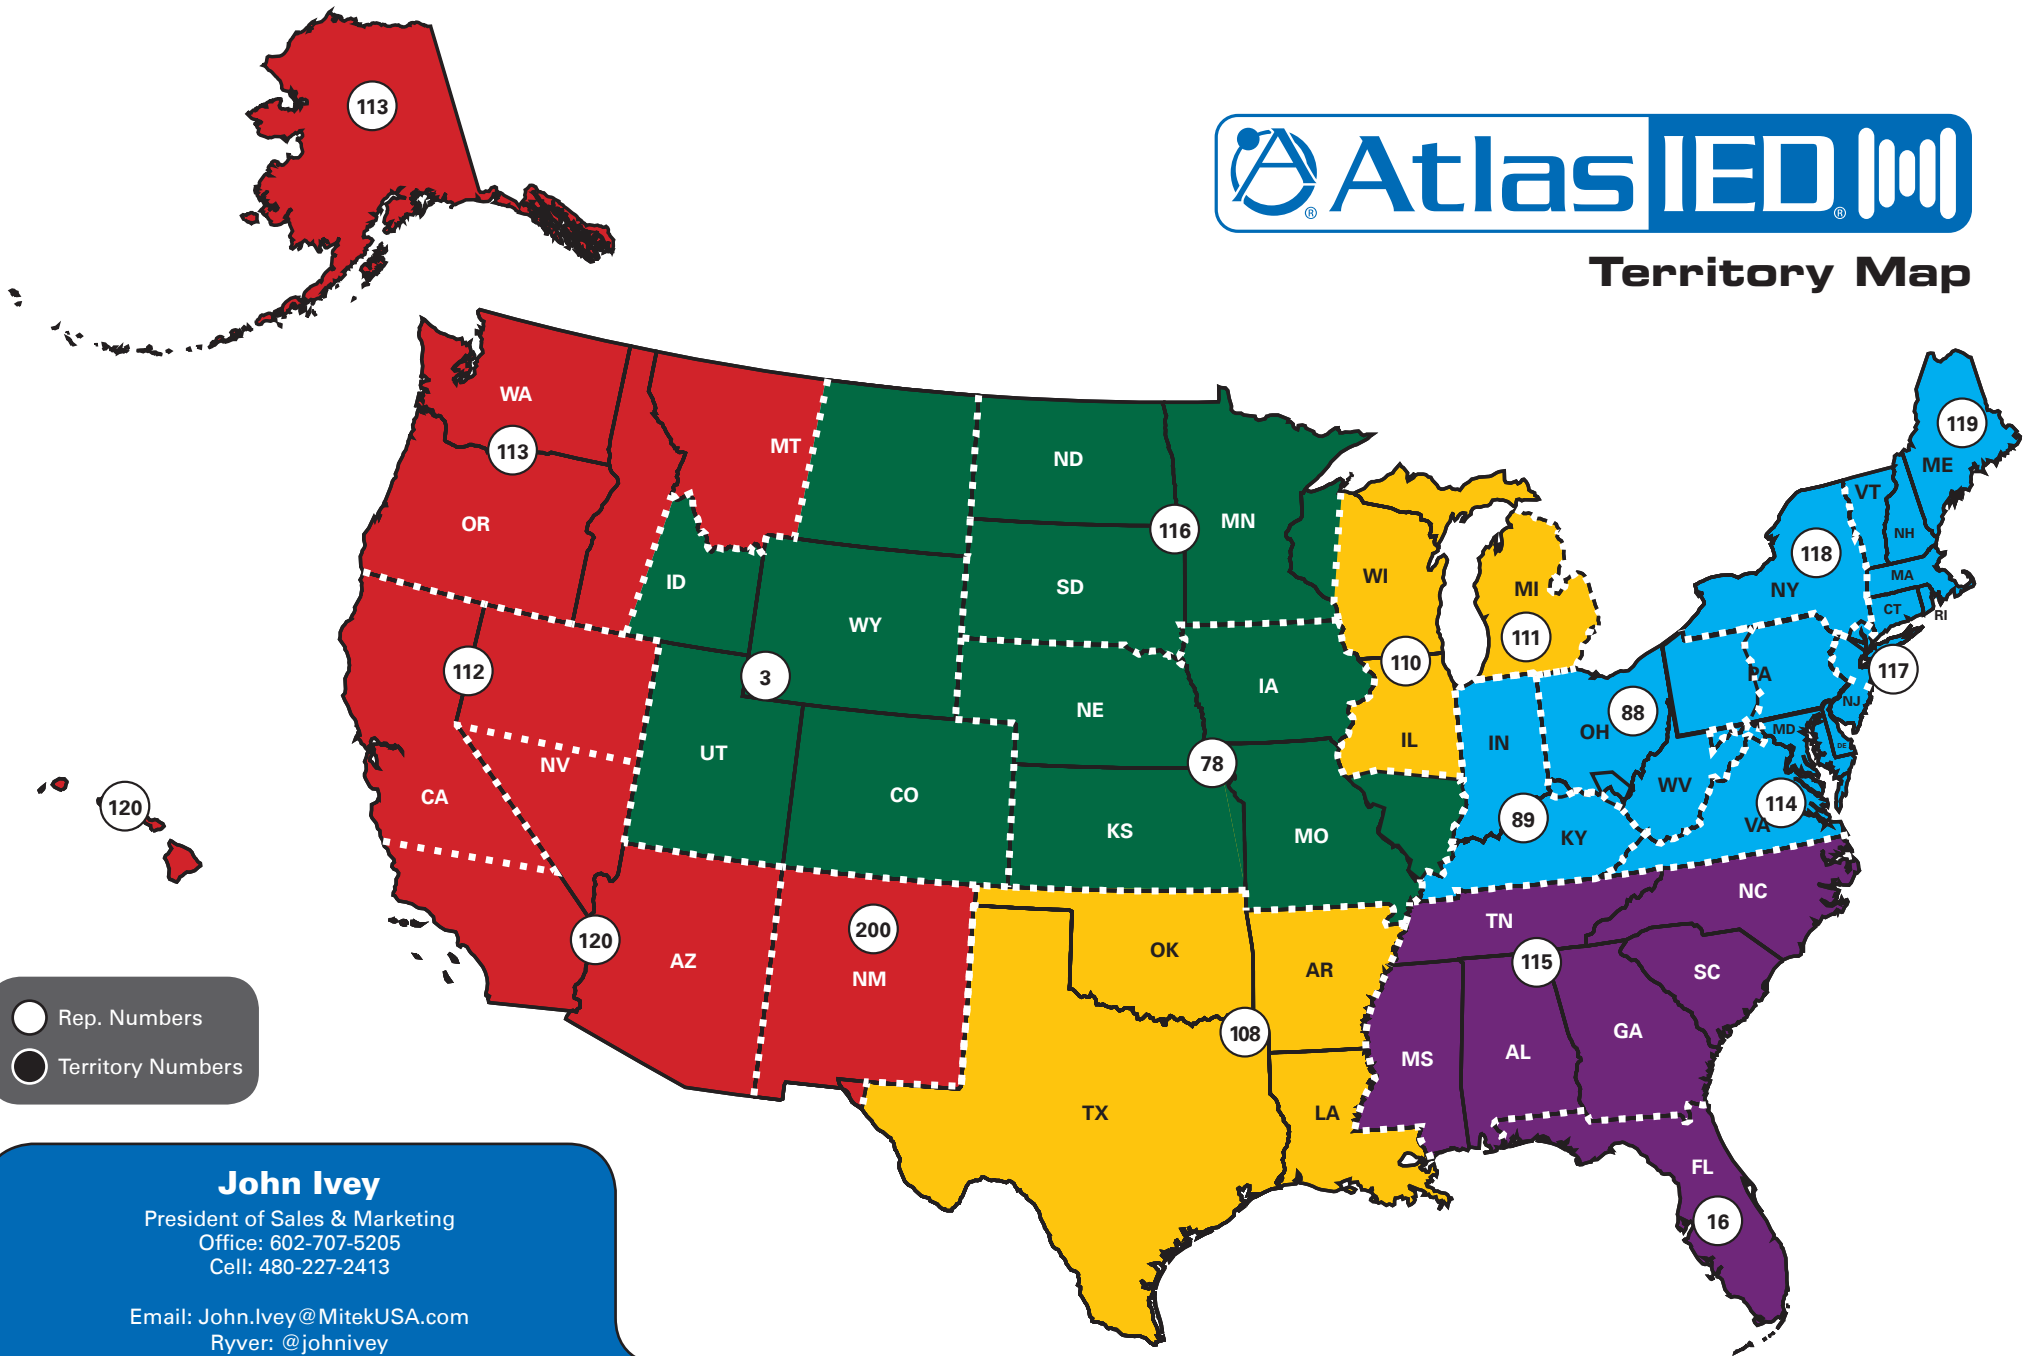 113
Atlas IED
®
®
Territory Map
WA
113
MT
OR
ID
WY
ND
116
MN
SD
WI
MI
111
110
119
ME
VT
NH
118
NY
MA
CT
RI
117
112
3
NE
IA
PA
NJ
88
OH
IN
MD
DE
WV
114
VA
NV
UT
78
IL
CA
CO
KS
MO
89
KY
120
NC
TN
120
AZ
200
NM
OK
AR
115
SC
108
GA
MS
AL
TX
LA
FL
16
Rep. Numbers
Territory Numbers
John Ivey
President of Sales & Marketing
Office: 602-707-5205
Cell: 480-227-2413
Email: John.Ivey@MitekUSA.com
Ryver: @johnivey